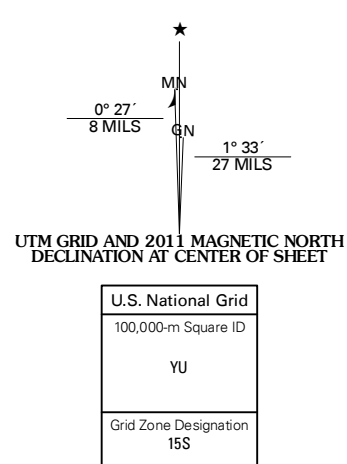 ★
MN
0° 27´
8 MILS
GN
1° 33´
27 MILS
UTM GRID AND 2011 MAGNETIC NORTH
DECLINATION AT CENTER OF SHEET
U.S. National Grid
100,000-m Square ID
YU
Grid Zone Designation
15S